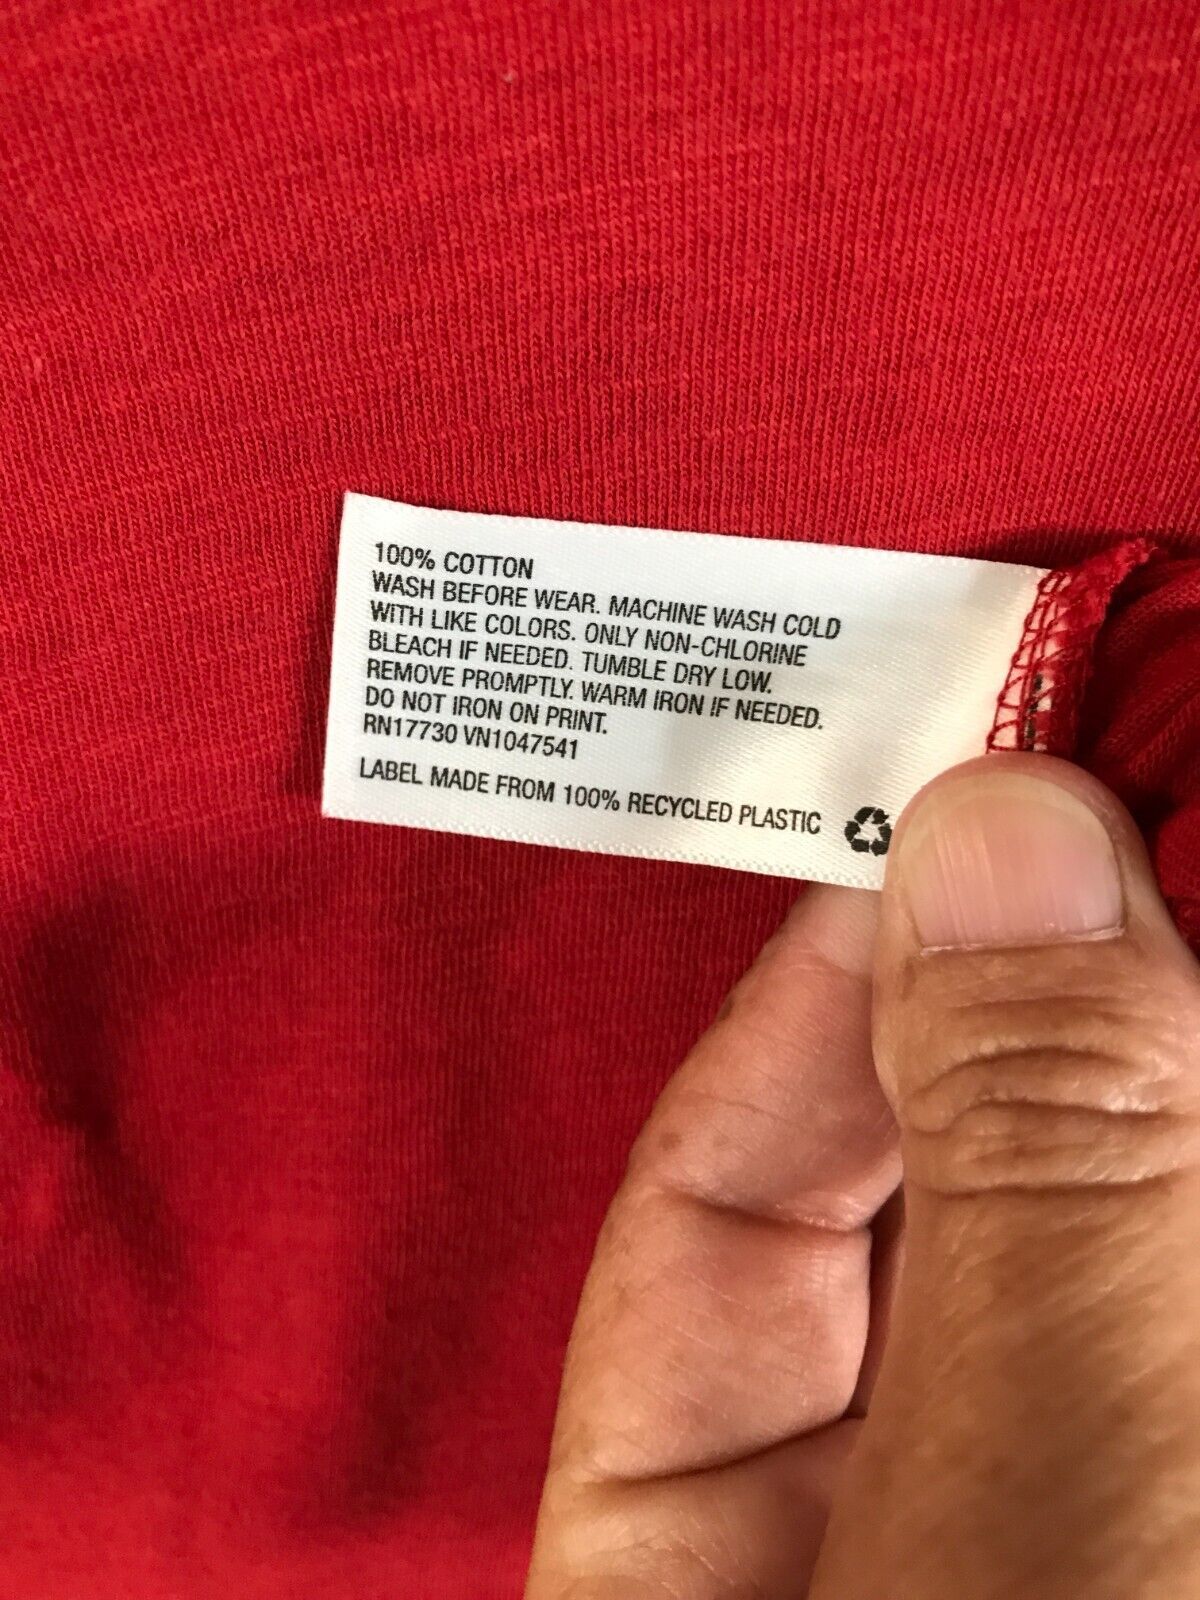 100% COTTON
WASH BEFORE WEAR. MACHINE WASH COLD
WITH LIKE COLORS. ONLY NON-CHLORINE
BLEACH IF NEEDED. TUMBLE DRY LOW.
REMOVE PROMPTLY. WARM IRON IF NEEDED.
DO NOT IRON ON PRINT.
RN17730 VN1047541
LABEL MADE FROM 100% RECYCLED PLASTIC